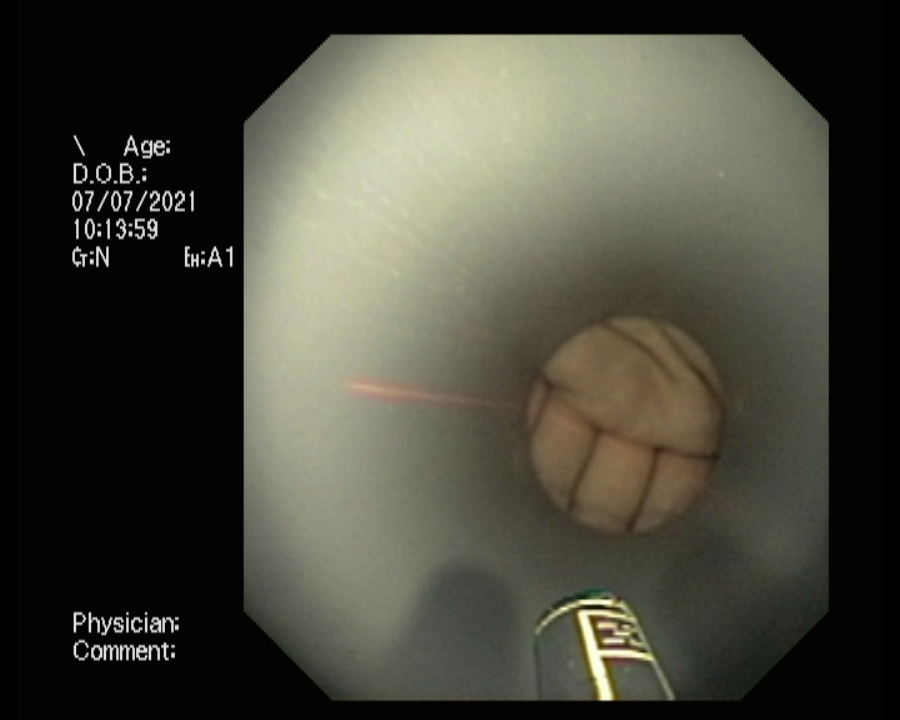 \ Age:
D.O.B.:
07/07/2021
10:13:59
Cr:N EH:A1
Physician:
Comment: